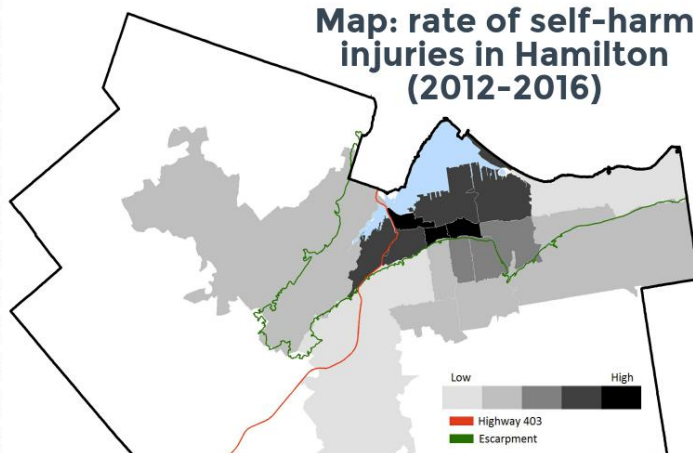 Map: rate of self-harm
injuries in Hamilton
(2012-2016)
Low High
Highway 403
Escarpment